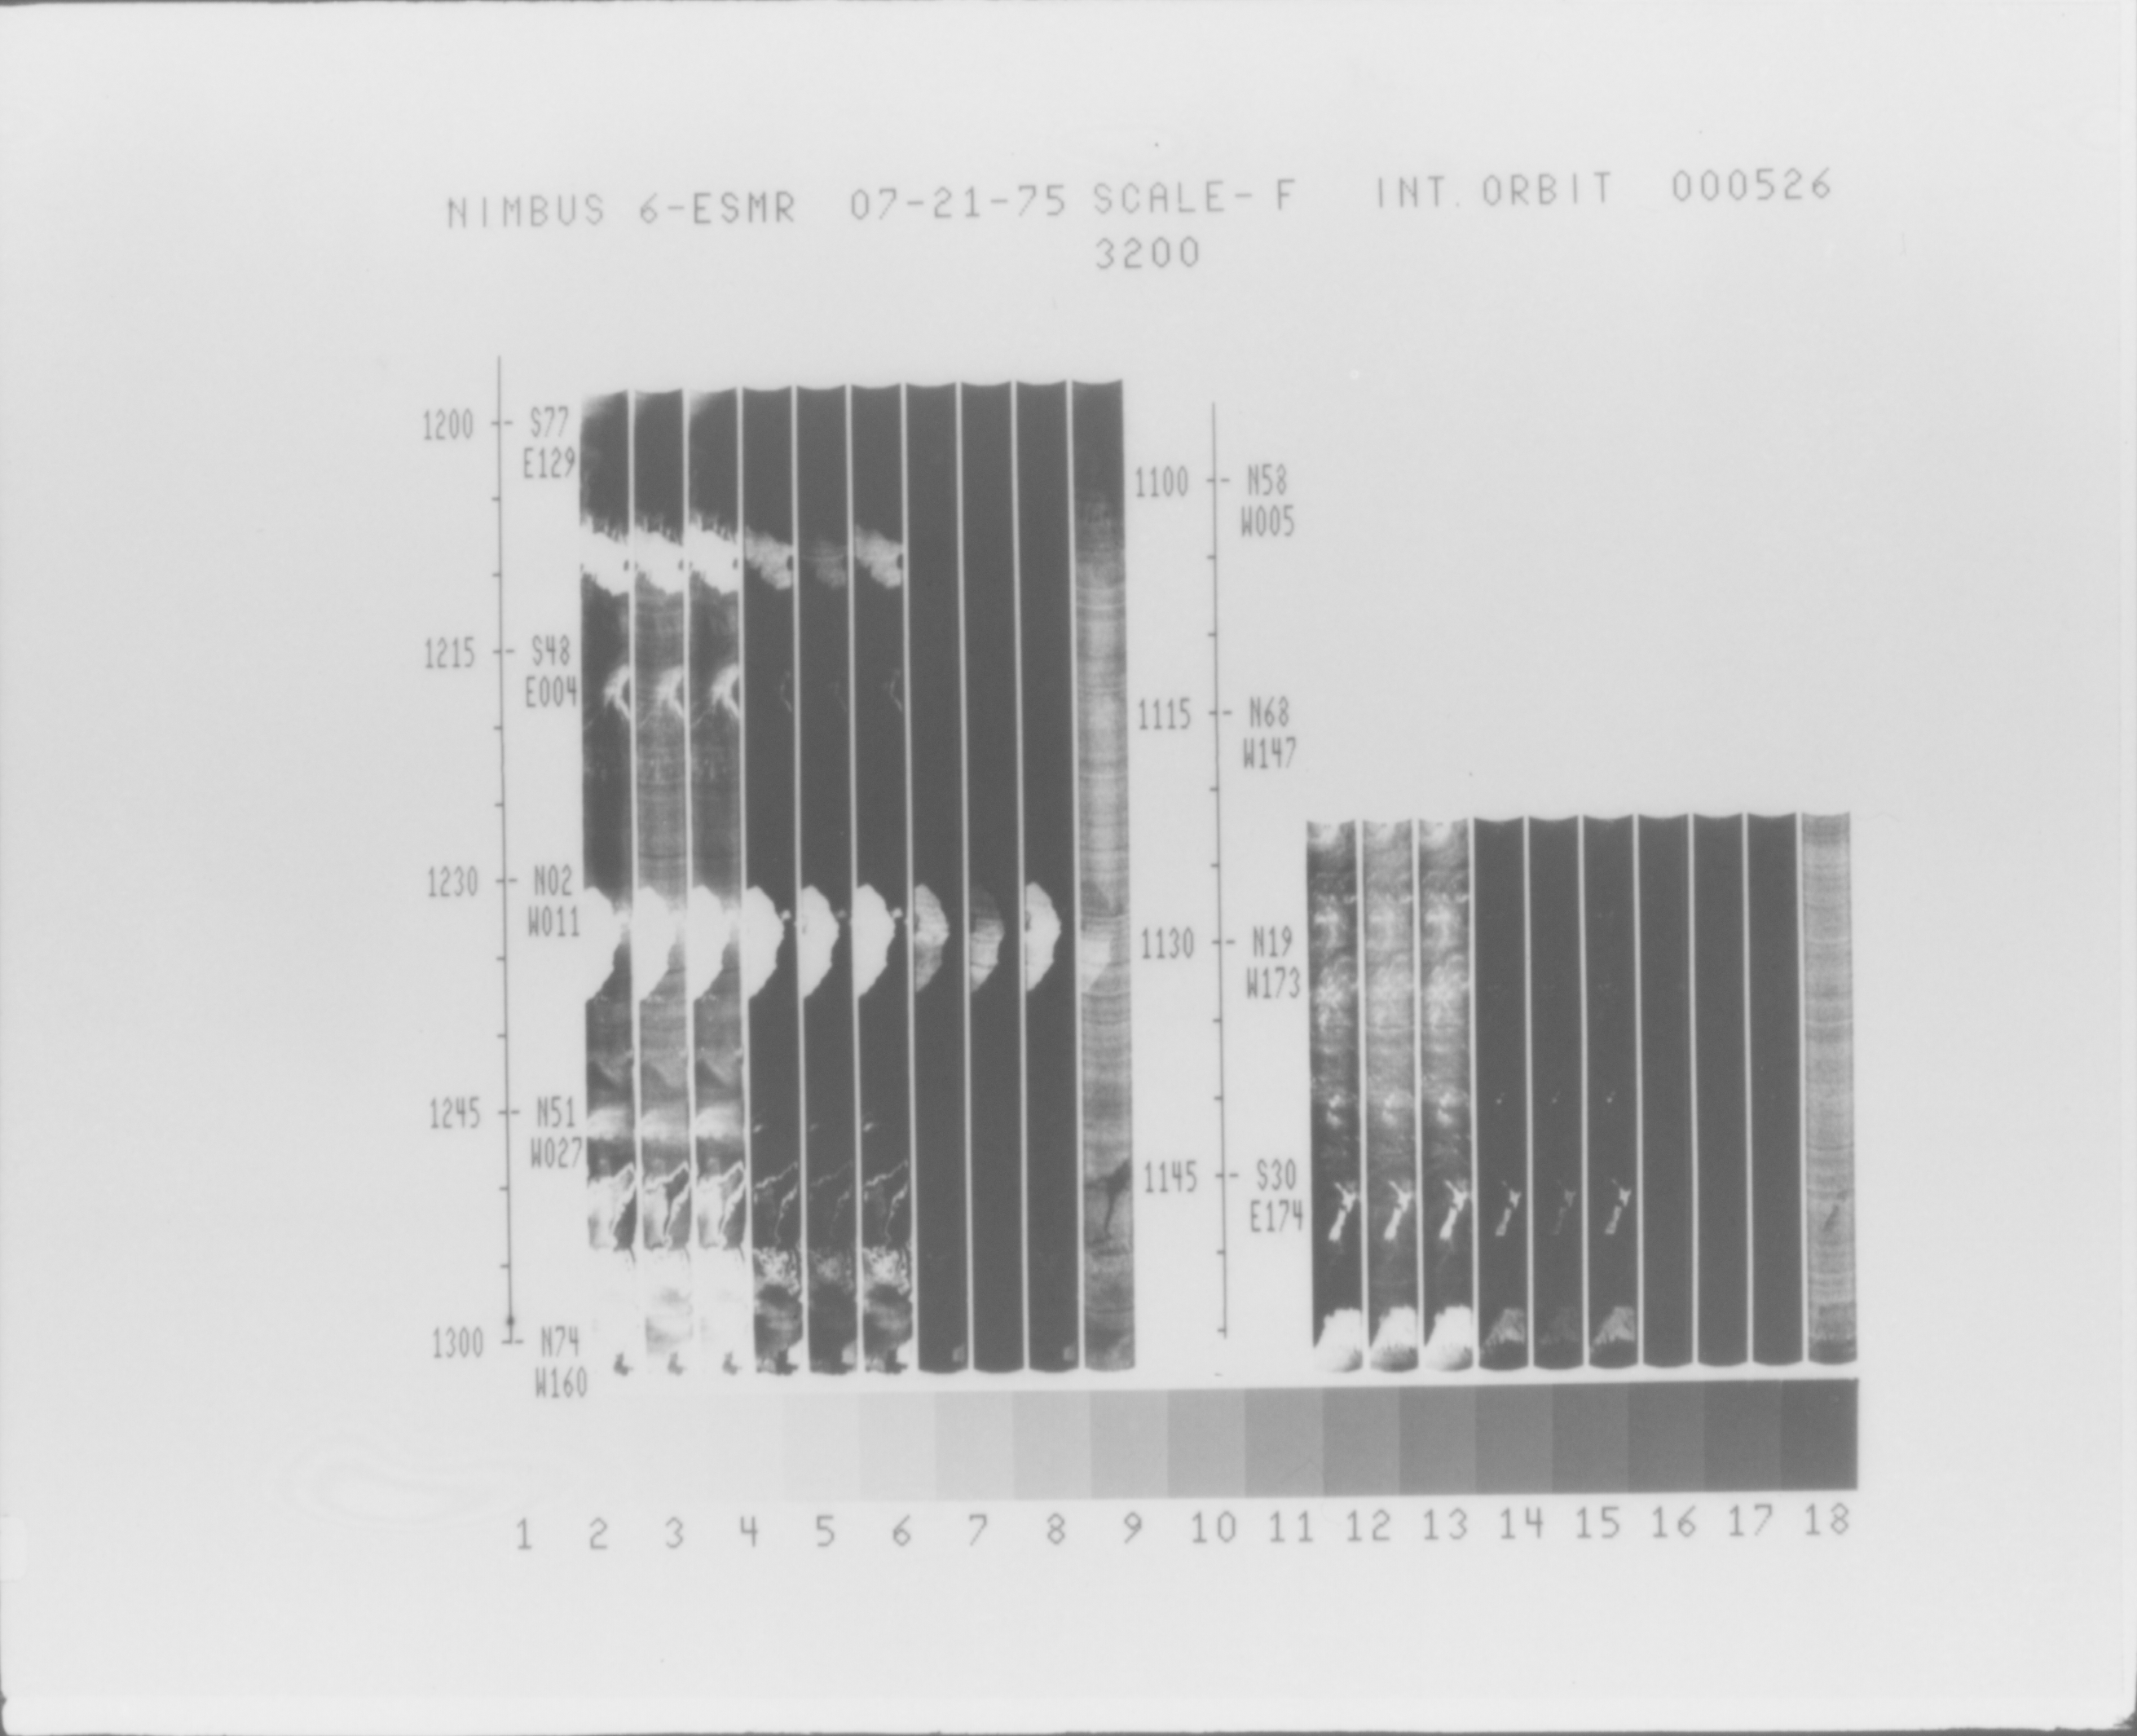 NIMBUS 6-ESMR 07-21-75 SCALE- F INT. ORBIT 000526
3200
1200 S77
E129
1215 S48
E004
1230 N02
W011
1245 N51
W027
1300 N74
W160
1100 N58
W005
1115 N68
W147
1130 N19
W173
1145 S30
E174
1 2 3 4 5 6 7 8 9 10 11 12 13 14 15 16 17 18